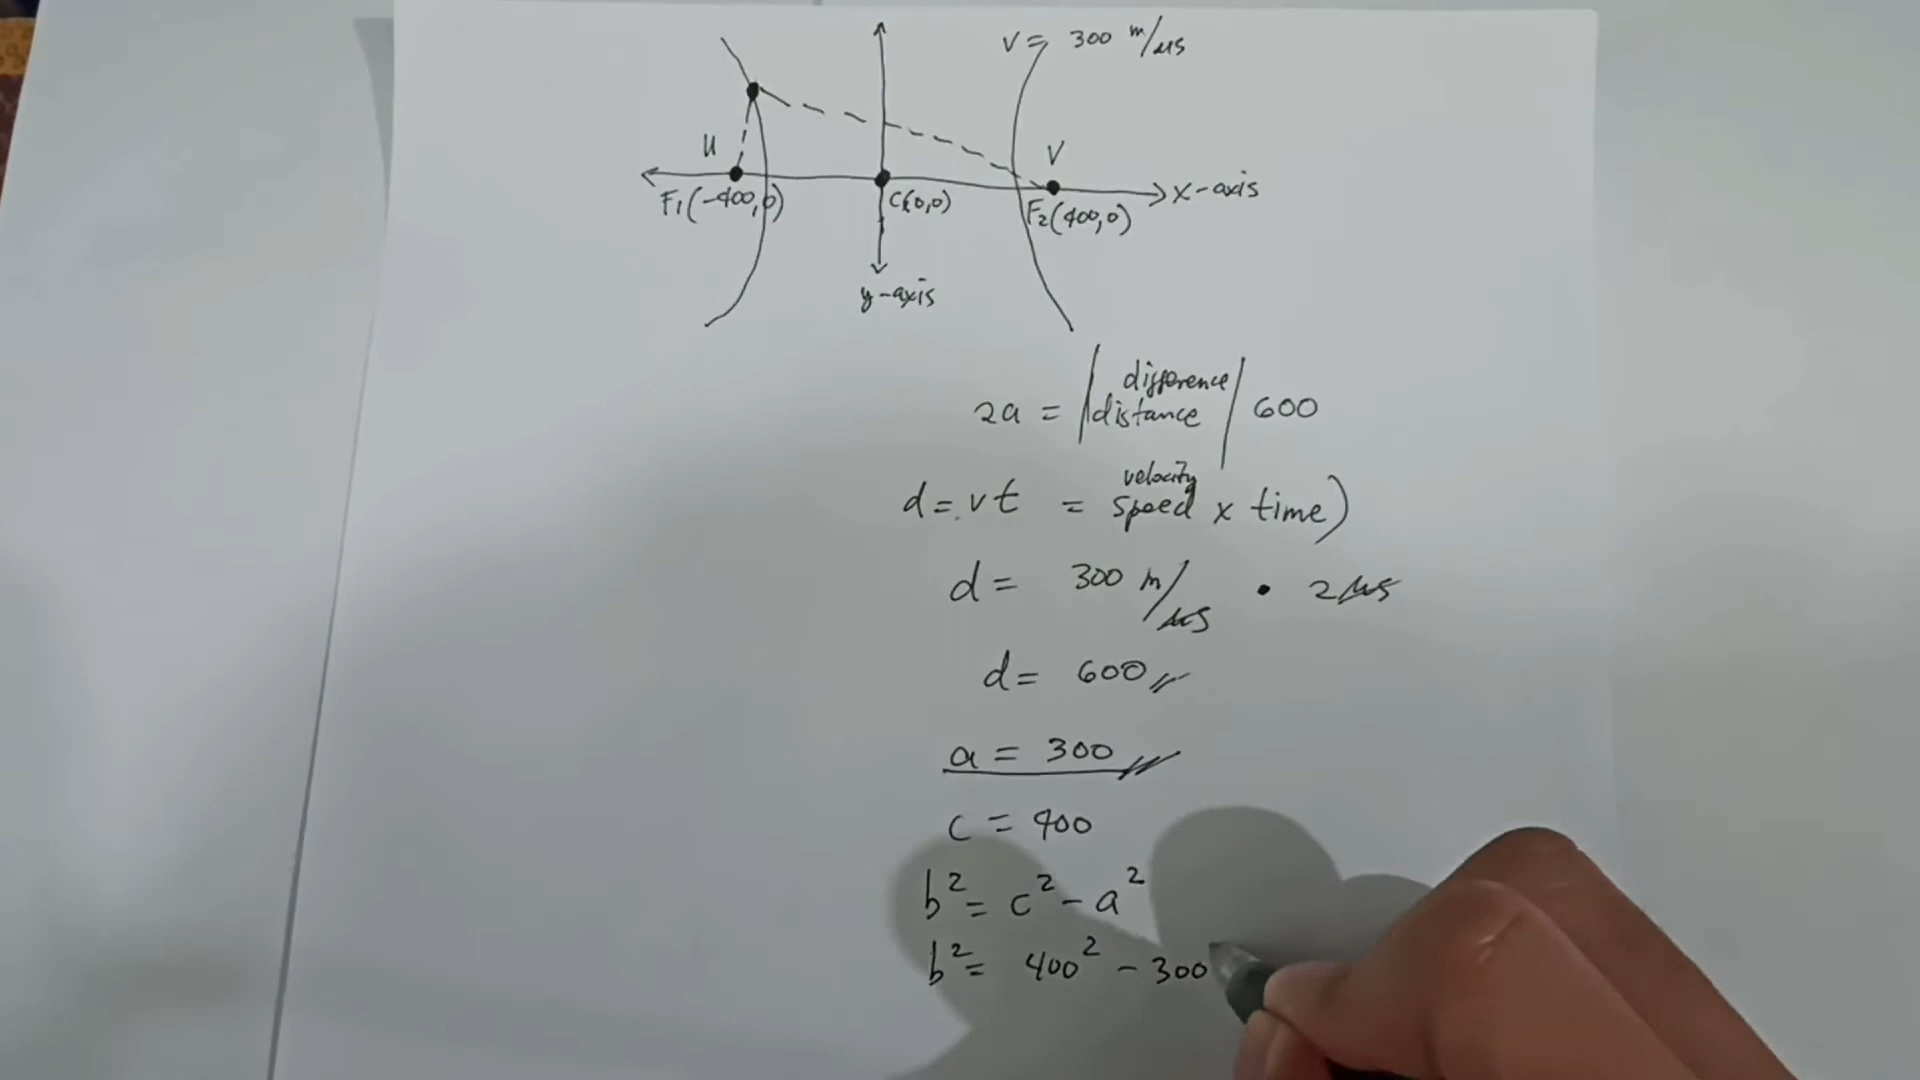 v = 300 m/μs
U
V
x-axis
F₁(-400,0)
C(0,0)
F₂(400,0)
y-axis
2a = |difference distance| 600
velocity
d = vt = speed x time)
d = 300 m/μs • 2μs
d = 600
a = 300
c = 400
b² = c² - a²
b² = 400² - 300